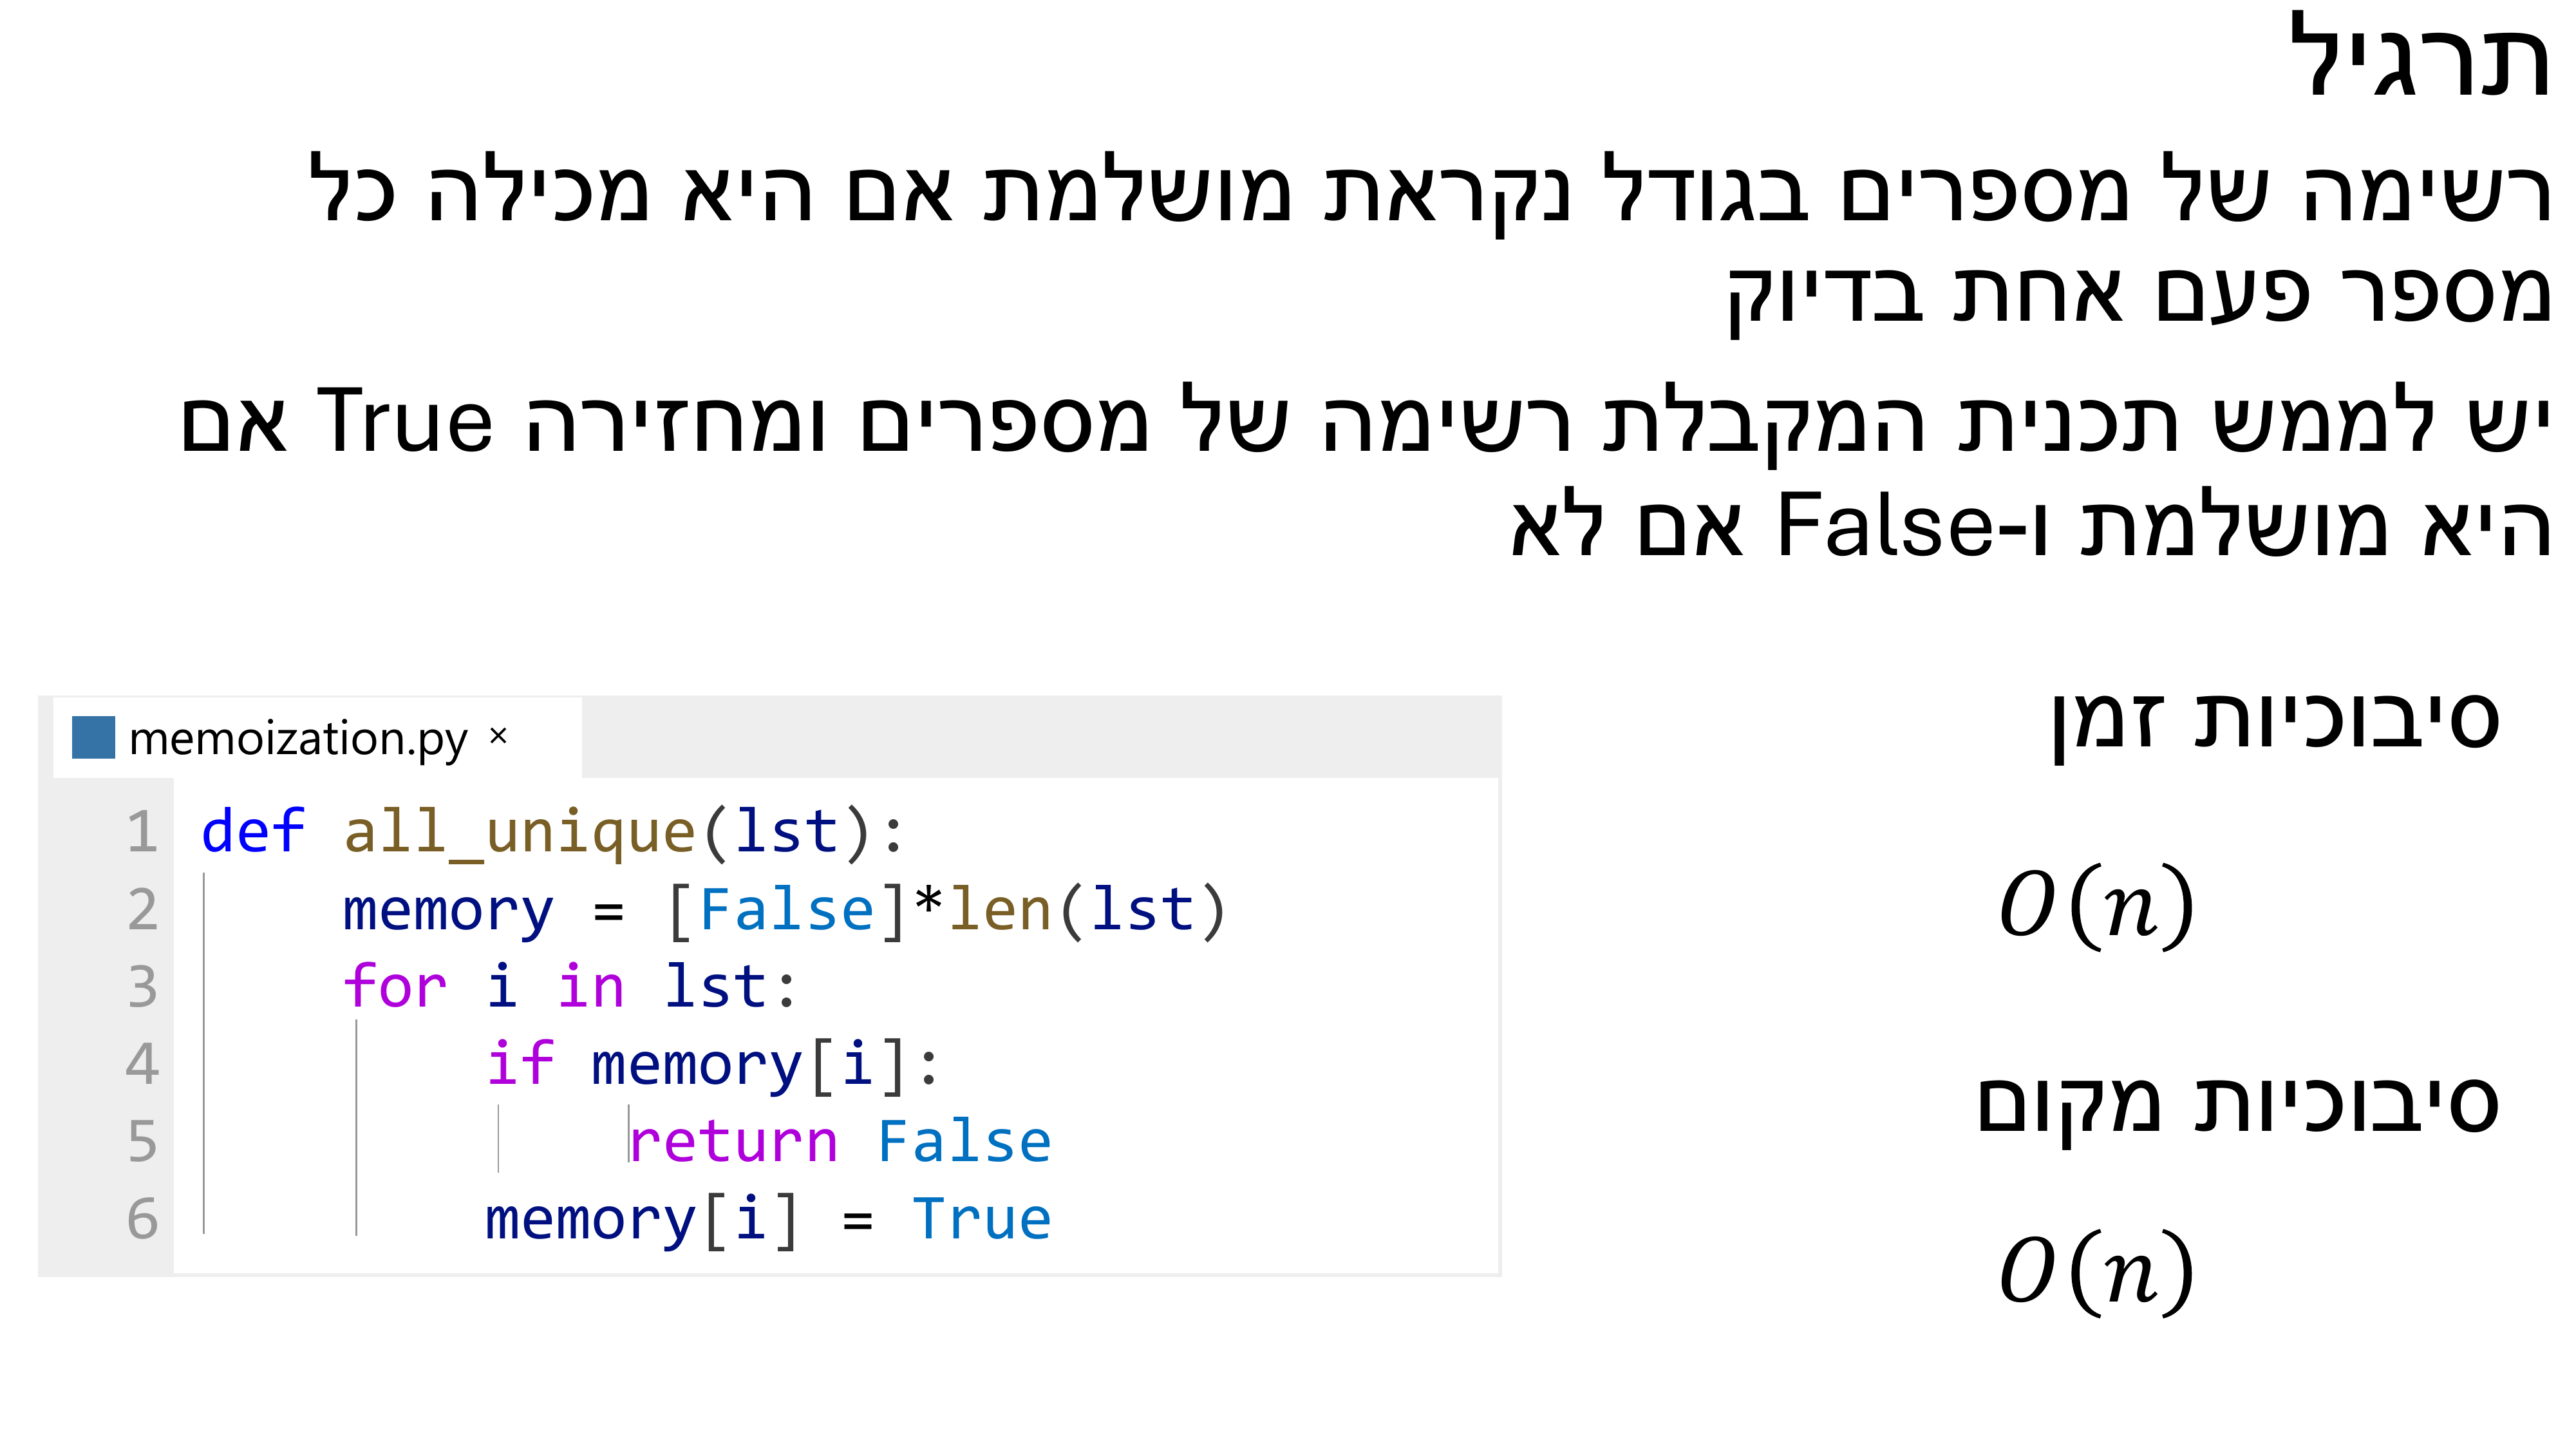 תרגיל
רשימה של מספרים בגודל נקראת מושלמת אם היא מכילה כל
מספר פעם אחת בדיוק
יש לממש תכנית המקבלת רשימה של מספרים ומחזירה True אם
היא מושלמת ו-False אם לא
סיבוכיות זמן
O(n)
סיבוכיות מקום
O(n)
memoization.py ×
1 def all_unique(lst):
2     memory = [False]*len(lst)
3     for i in lst:
4         if memory[i]:
5             return False
6         memory[i] = True